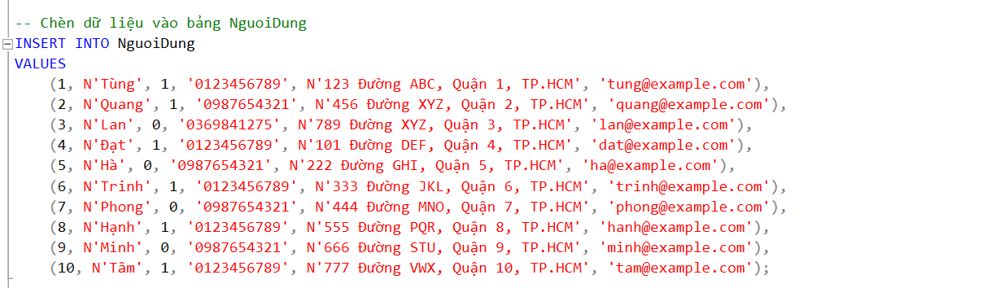 -- Chèn dữ liệu vào bảng NguoiDung
INSERT INTO NguoiDung
VALUES
(1, N'Tùng', 1, '0123456789', N'123 Đường ABC, Quận 1, TP.HCM', 'tung@example.com'),
(2, N'Quang', 1, '0987654321', N'456 Đường XYZ, Quận 2, TP.HCM', 'quang@example.com'),
(3, N'Lan', 0, '0369841275', N'789 Đường XYZ, Quận 3, TP.HCM', 'lan@example.com'),
(4, N'Đạt', 1, '0123456789', N'101 Đường DEF, Quận 4, TP.HCM', 'dat@example.com'),
(5, N'Hà', 0, '0987654321', N'222 Đường GHI, Quận 5, TP.HCM', 'ha@example.com'),
(6, N'Trinh', 1, '0123456789', N'333 Đường JKL, Quận 6, TP.HCM', 'trinh@example.com'),
(7, N'Phong', 0, '0987654321', N'444 Đường MNO, Quận 7, TP.HCM', 'phong@example.com'),
(8, N'Hạnh', 1, '0123456789', N'555 Đường PQR, Quận 8, TP.HCM', 'hanh@example.com'),
(9, N'Minh', 0, '0987654321', N'666 Đường STU, Quận 9, TP.HCM', 'minh@example.com'),
(10, N'Tâm', 1, '0123456789', N'777 Đường VWX, Quận 10, TP.HCM', 'tam@example.com');